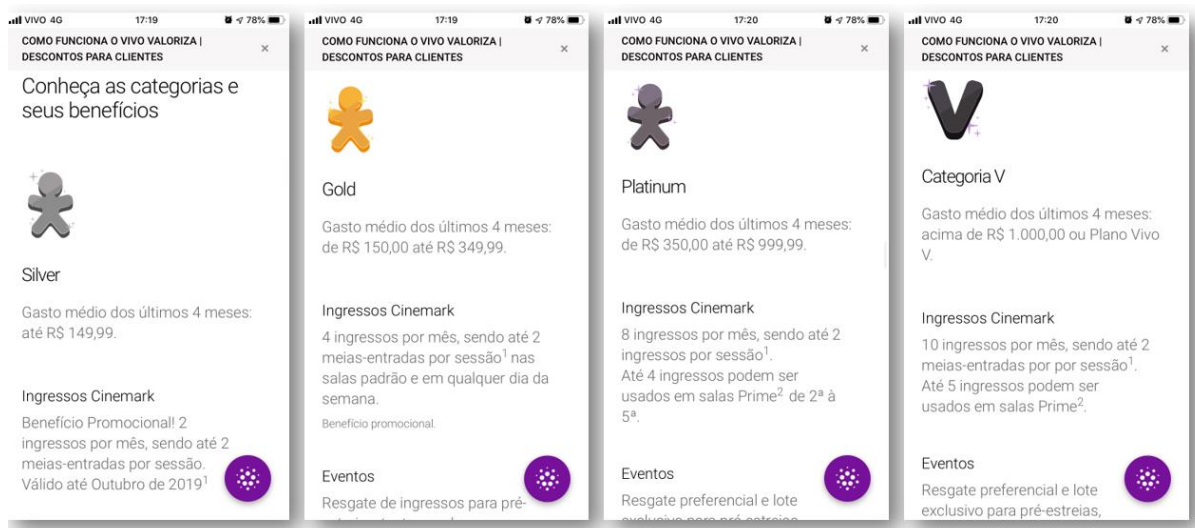 VIVO 4G 17:19 78%
COMO FUNCIONA O VIVO VALORIZA |
DESCONTOS PARA CLIENTES ×
Conheça as categorias e
seus benefícios
Silver
Gasto médio dos últimos 4 meses:
até R$ 149,99.
Ingressos Cinemark
Benefício Promocional! 2
ingressos por mês, sendo até 2
meias-entradas por sessão.
Válido até Outubro de 2019¹
VIVO 4G 17:19 78%
COMO FUNCIONA O VIVO VALORIZA |
DESCONTOS PARA CLIENTES ×
Gold
Gasto médio dos últimos 4 meses:
de R$ 150,00 até R$ 349,99.
Ingressos Cinemark
4 ingressos por mês, sendo até 2
meias-entradas por sessão¹ nas
salas padrão e em qualquer dia da
semana.
Benefício promocional.
Eventos
Resgate de ingressos para pré-
VIVO 4G 17:20 78%
COMO FUNCIONA O VIVO VALORIZA |
DESCONTOS PARA CLIENTES ×
Platinum
Gasto médio dos últimos 4 meses:
de R$ 350,00 até R$ 999,99.
Ingressos Cinemark
8 ingressos por mês, sendo até 2
ingressos por sessão¹.
Até 4 ingressos podem ser
usados em salas Prime² de 2ª à
5ª.
Eventos
Resgate preferencial e lote
VIVO 4G 17:20 78%
COMO FUNCIONA O VIVO VALORIZA |
DESCONTOS PARA CLIENTES ×
V
Categoria V
Gasto médio dos últimos 4 meses:
acima de R$ 1.000,00 ou Plano Vivo
V.
Ingressos Cinemark
10 ingressos por mês, sendo até 2
meias-entradas por por sessão¹.
Até 5 ingressos podem ser
usados em salas Prime².
Eventos
Resgate preferencial e lote
exclusivo para pré-estreias,